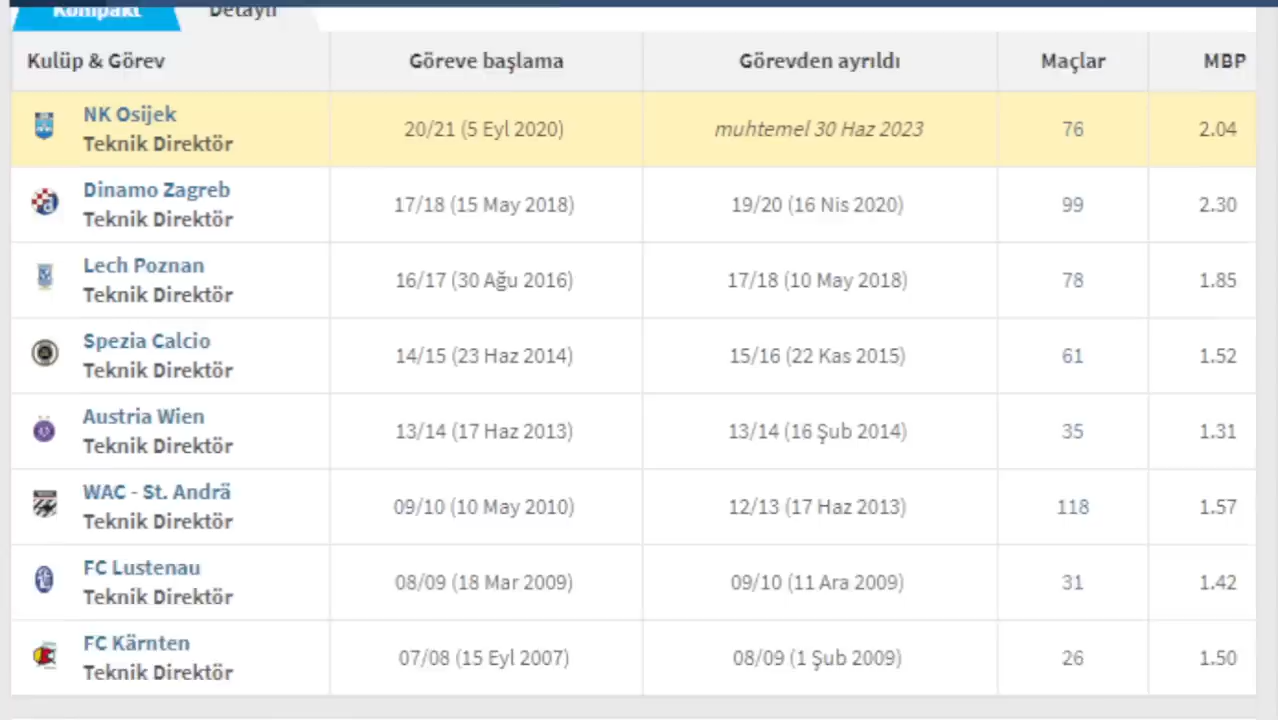 Kompakt Detaylı
Kulüp & Görev Göreve başlama Görevden ayrıldı Maçlar MBP
NK Osijek
Teknik Direktör 20/21 (5 Eyl 2020) muhtemel 30 Haz 2023 76 2.04
Dinamo Zagreb
Teknik Direktör 17/18 (15 May 2018) 19/20 (16 Nis 2020) 99 2.30
Lech Poznan
Teknik Direktör 16/17 (30 Ağu 2016) 17/18 (10 May 2018) 78 1.85
Spezia Calcio
Teknik Direktör 14/15 (23 Haz 2014) 15/16 (22 Kas 2015) 61 1.52
Austria Wien
Teknik Direktör 13/14 (17 Haz 2013) 13/14 (16 Şub 2014) 35 1.31
WAC - St. Andrä
Teknik Direktör 09/10 (10 May 2010) 12/13 (17 Haz 2013) 118 1.57
FC Lustenau
Teknik Direktör 08/09 (18 Mar 2009) 09/10 (11 Ara 2009) 31 1.42
FC Kärnten
Teknik Direktör 07/08 (15 Eyl 2007) 08/09 (1 Şub 2009) 26 1.50